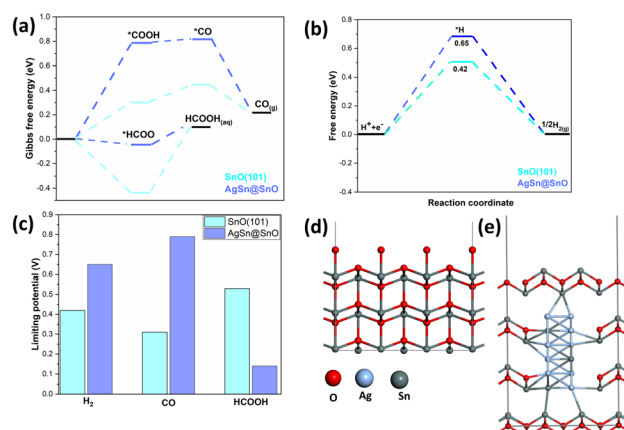 (a)
Gibbs free energy (eV)
1.0
0.8
0.6
0.4
0.2
0.0
0.2
0.4
*COOH
*CO
CO(g)
HCOOH(aq)
*HCOO
SnO(101)
AgSn@SnO
(b)
Free energy (eV)
0.8
0.6
0.4
0.2
0.0
-0.2
-0.4
*H
0.65
0.42
H⁺+e⁻
1/2H₂(g)
SnO(101)
AgSn@SnO
Reaction coordinate
(c)
Limiting potential (V)
0.9
0.8
0.7
0.6
0.5
0.4
0.3
0.2
0.1
0.0
SnO(101)
AgSn@SnO
H₂
CO
HCOOH
(d)
O
Ag
Sn
(e)